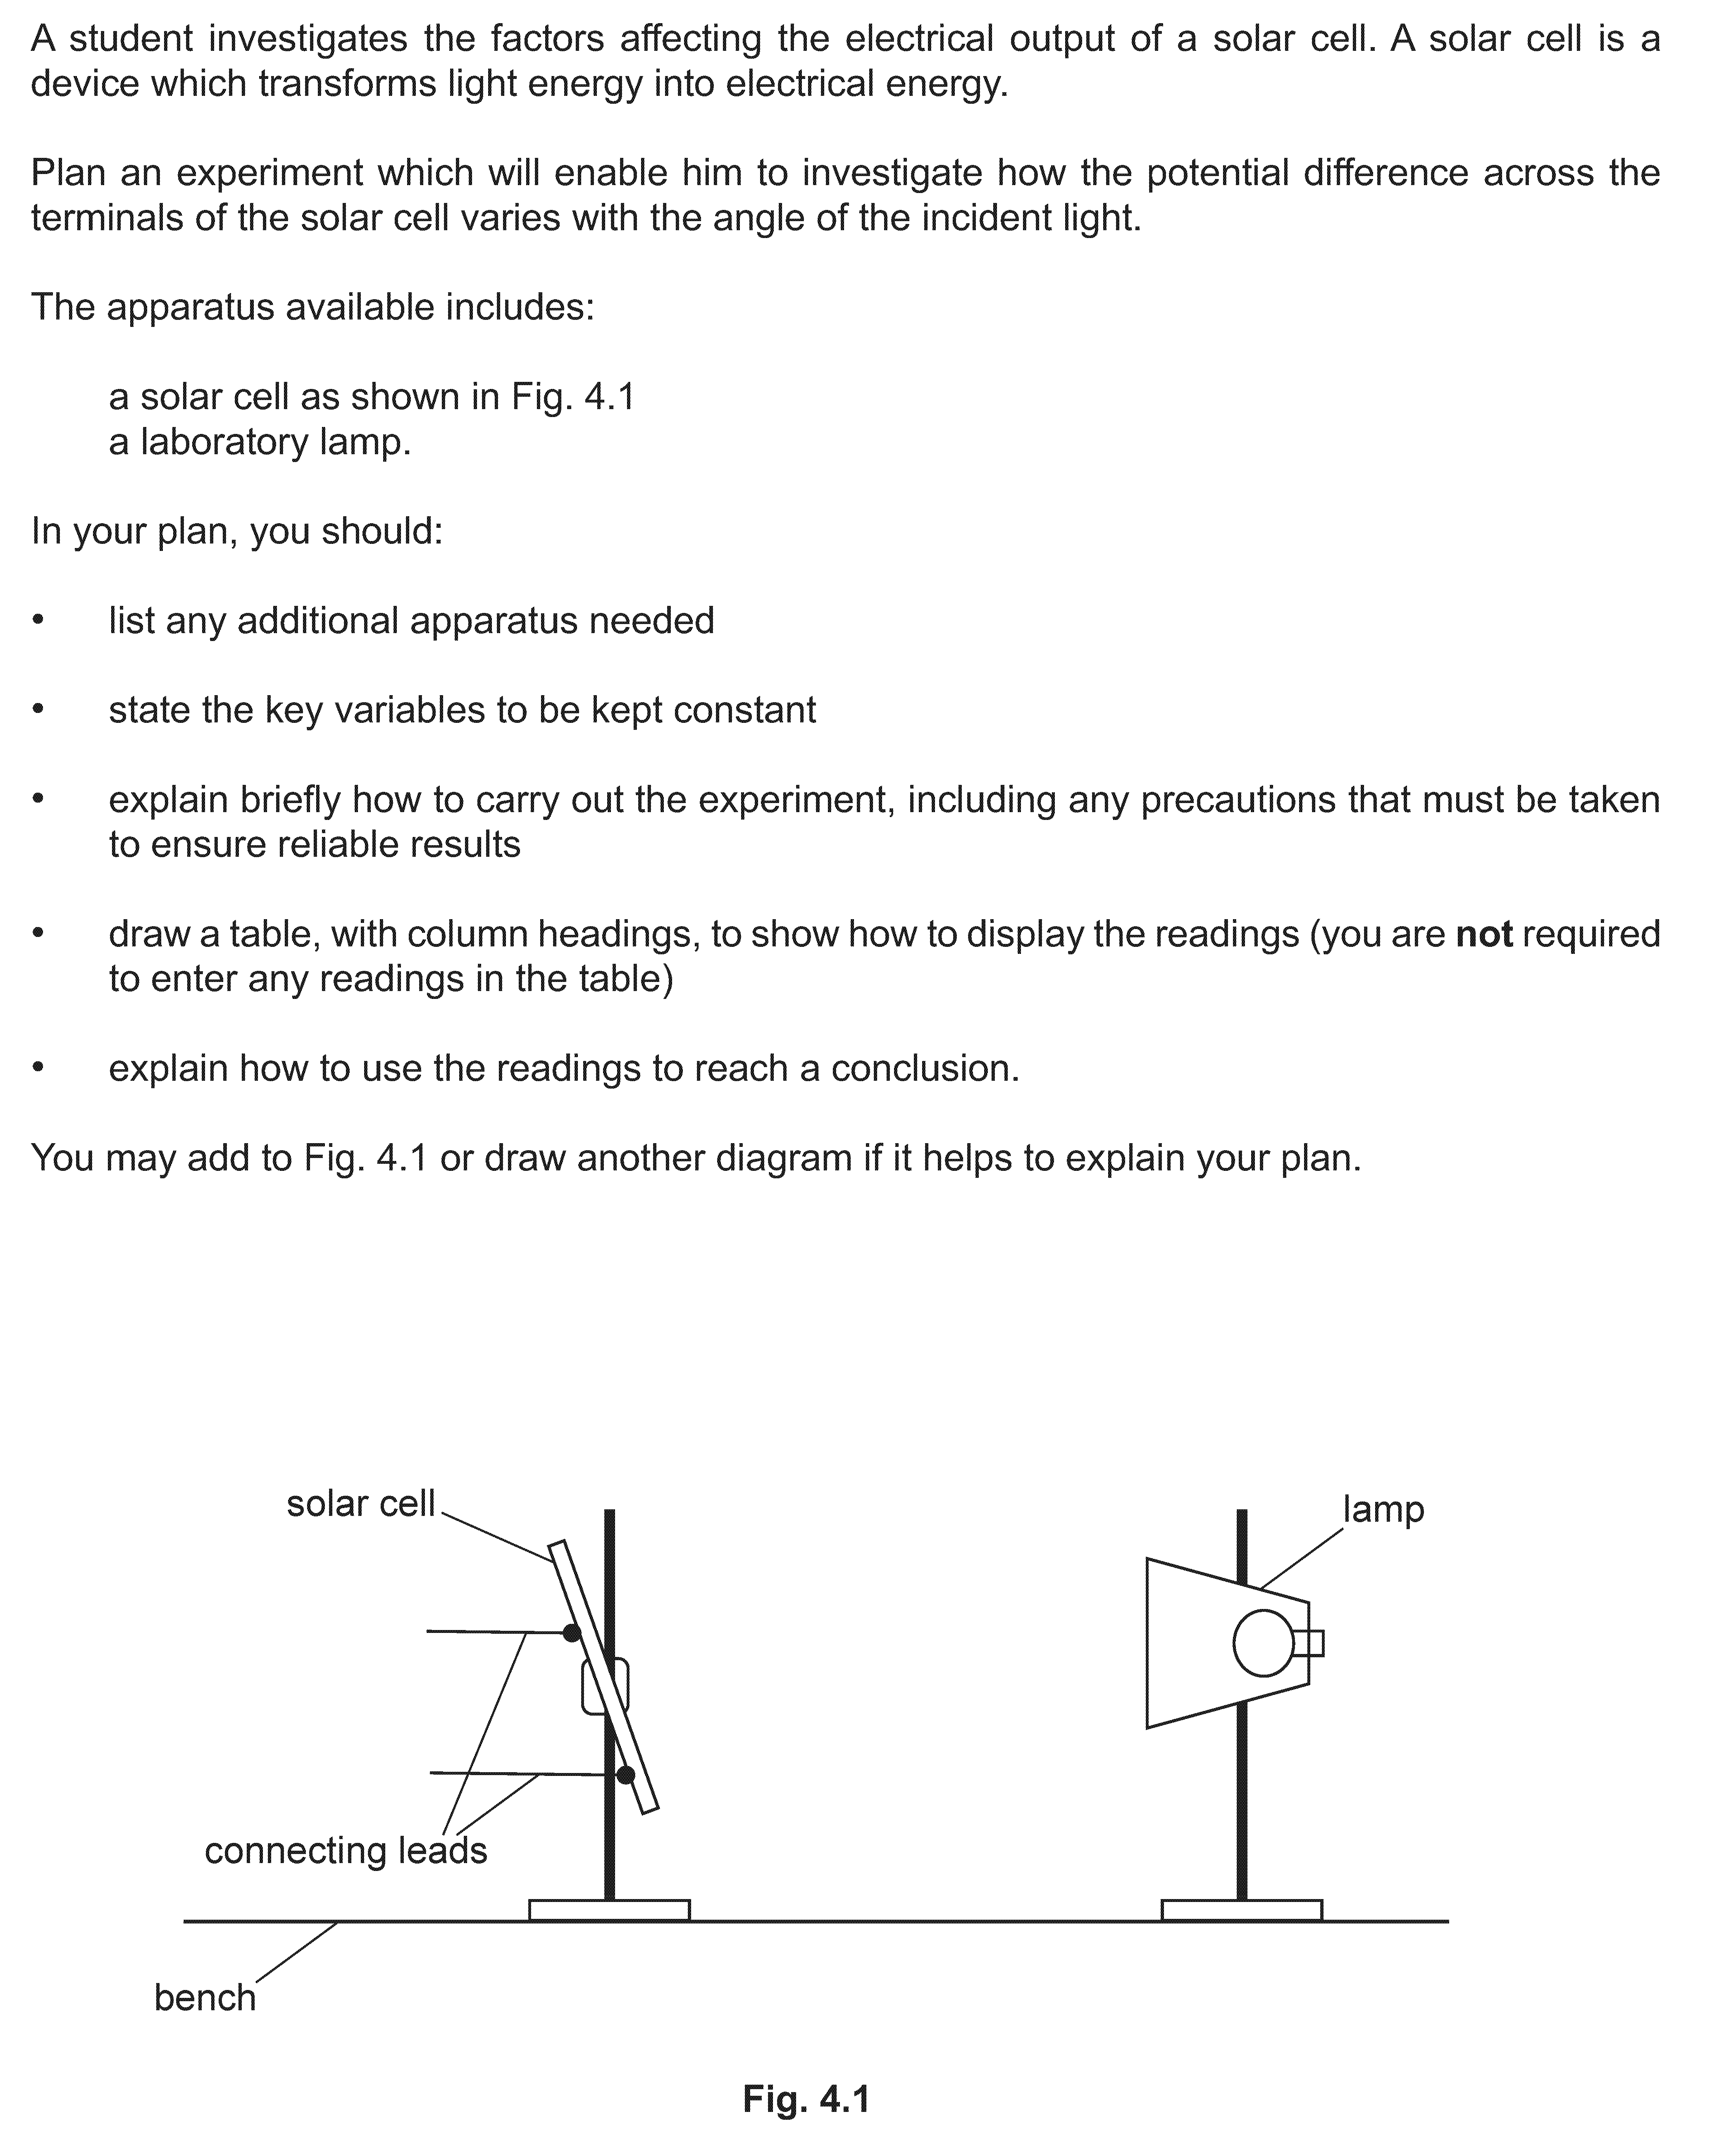 A student investigates the factors affecting the electrical output of a solar cell. A solar cell is a
device which transforms light energy into electrical energy.
Plan an experiment which will enable him to investigate how the potential difference across the
terminals of the solar cell varies with the angle of the incident light.
The apparatus available includes:
a solar cell as shown in Fig. 4.1
a laboratory lamp.
In your plan, you should:
• list any additional apparatus needed
• state the key variables to be kept constant
• explain briefly how to carry out the experiment, including any precautions that must be taken
to ensure reliable results
• draw a table, with column headings, to show how to display the readings (you are not required
to enter any readings in the table)
• explain how to use the readings to reach a conclusion.
You may add to Fig. 4.1 or draw another diagram if it helps to explain your plan.
solar cell
lamp
connecting leads
bench
Fig. 4.1